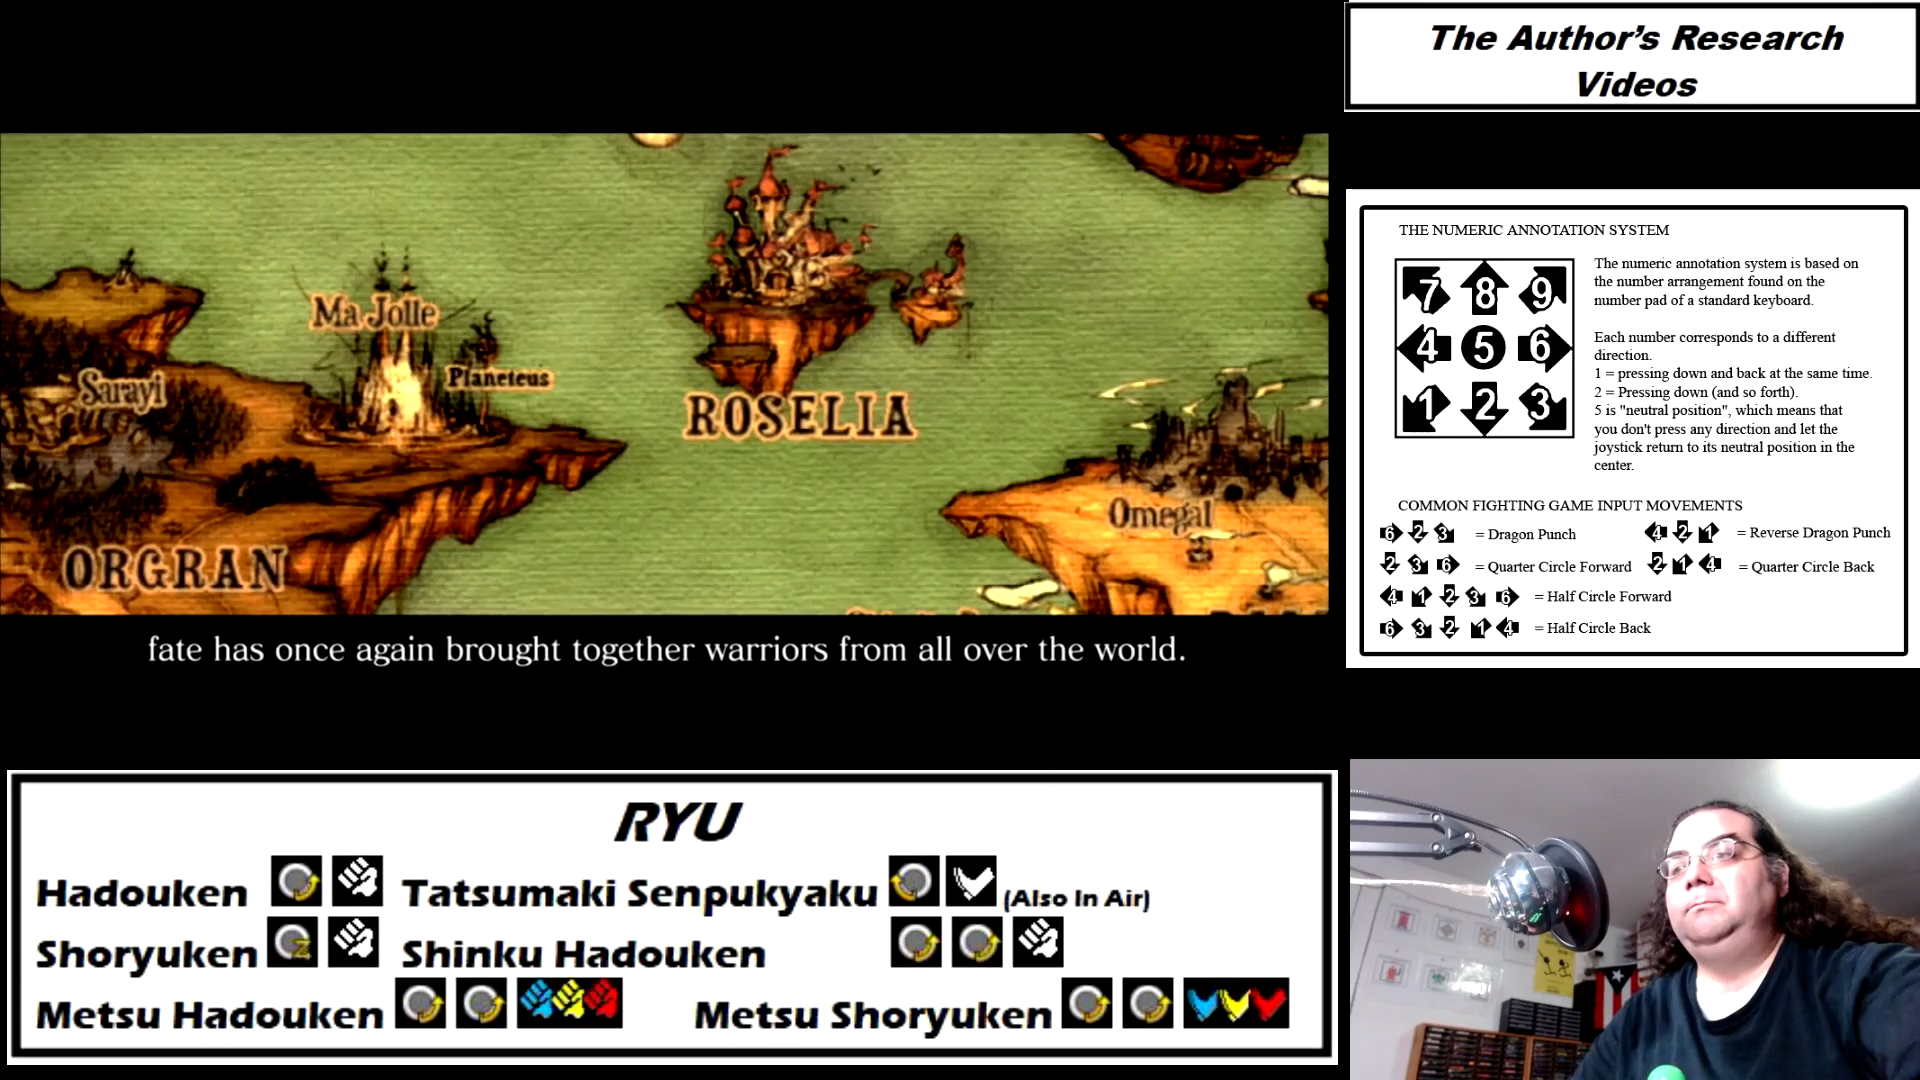 The Author's Research
Videos
Ma Jolle
Sarayi
Planeteus
ROSELIA
Omegal
ORGRAN
fate has once again brought together warriors from all over the world.
THE NUMERIC ANNOTATION SYSTEM
7 8 9
4 5 6
1 2 3
The numeric annotation system is based on
the number arrangement found on the
number pad of a standard keyboard.
Each number corresponds to a different
direction.
1 = pressing down and back at the same time.
2 = Pressing down (and so forth).
5 is "neutral position", which means that
you don't press any direction and let the
joystick return to its neutral position in the
center.
COMMON FIGHTING GAME INPUT MOVEMENTS
6 2 3 = Dragon Punch
4 2 1 = Reverse Dragon Punch
2 3 6 = Quarter Circle Forward
2 1 4 = Quarter Circle Back
4 1 2 3 6 = Half Circle Forward
6 3 2 1 4 = Half Circle Back
RYU
Hadouken
Tatsumaki Senpukyaku (Also In Air)
Shoryuken
Shinku Hadouken
Metsu Hadouken
Metsu Shoryuken